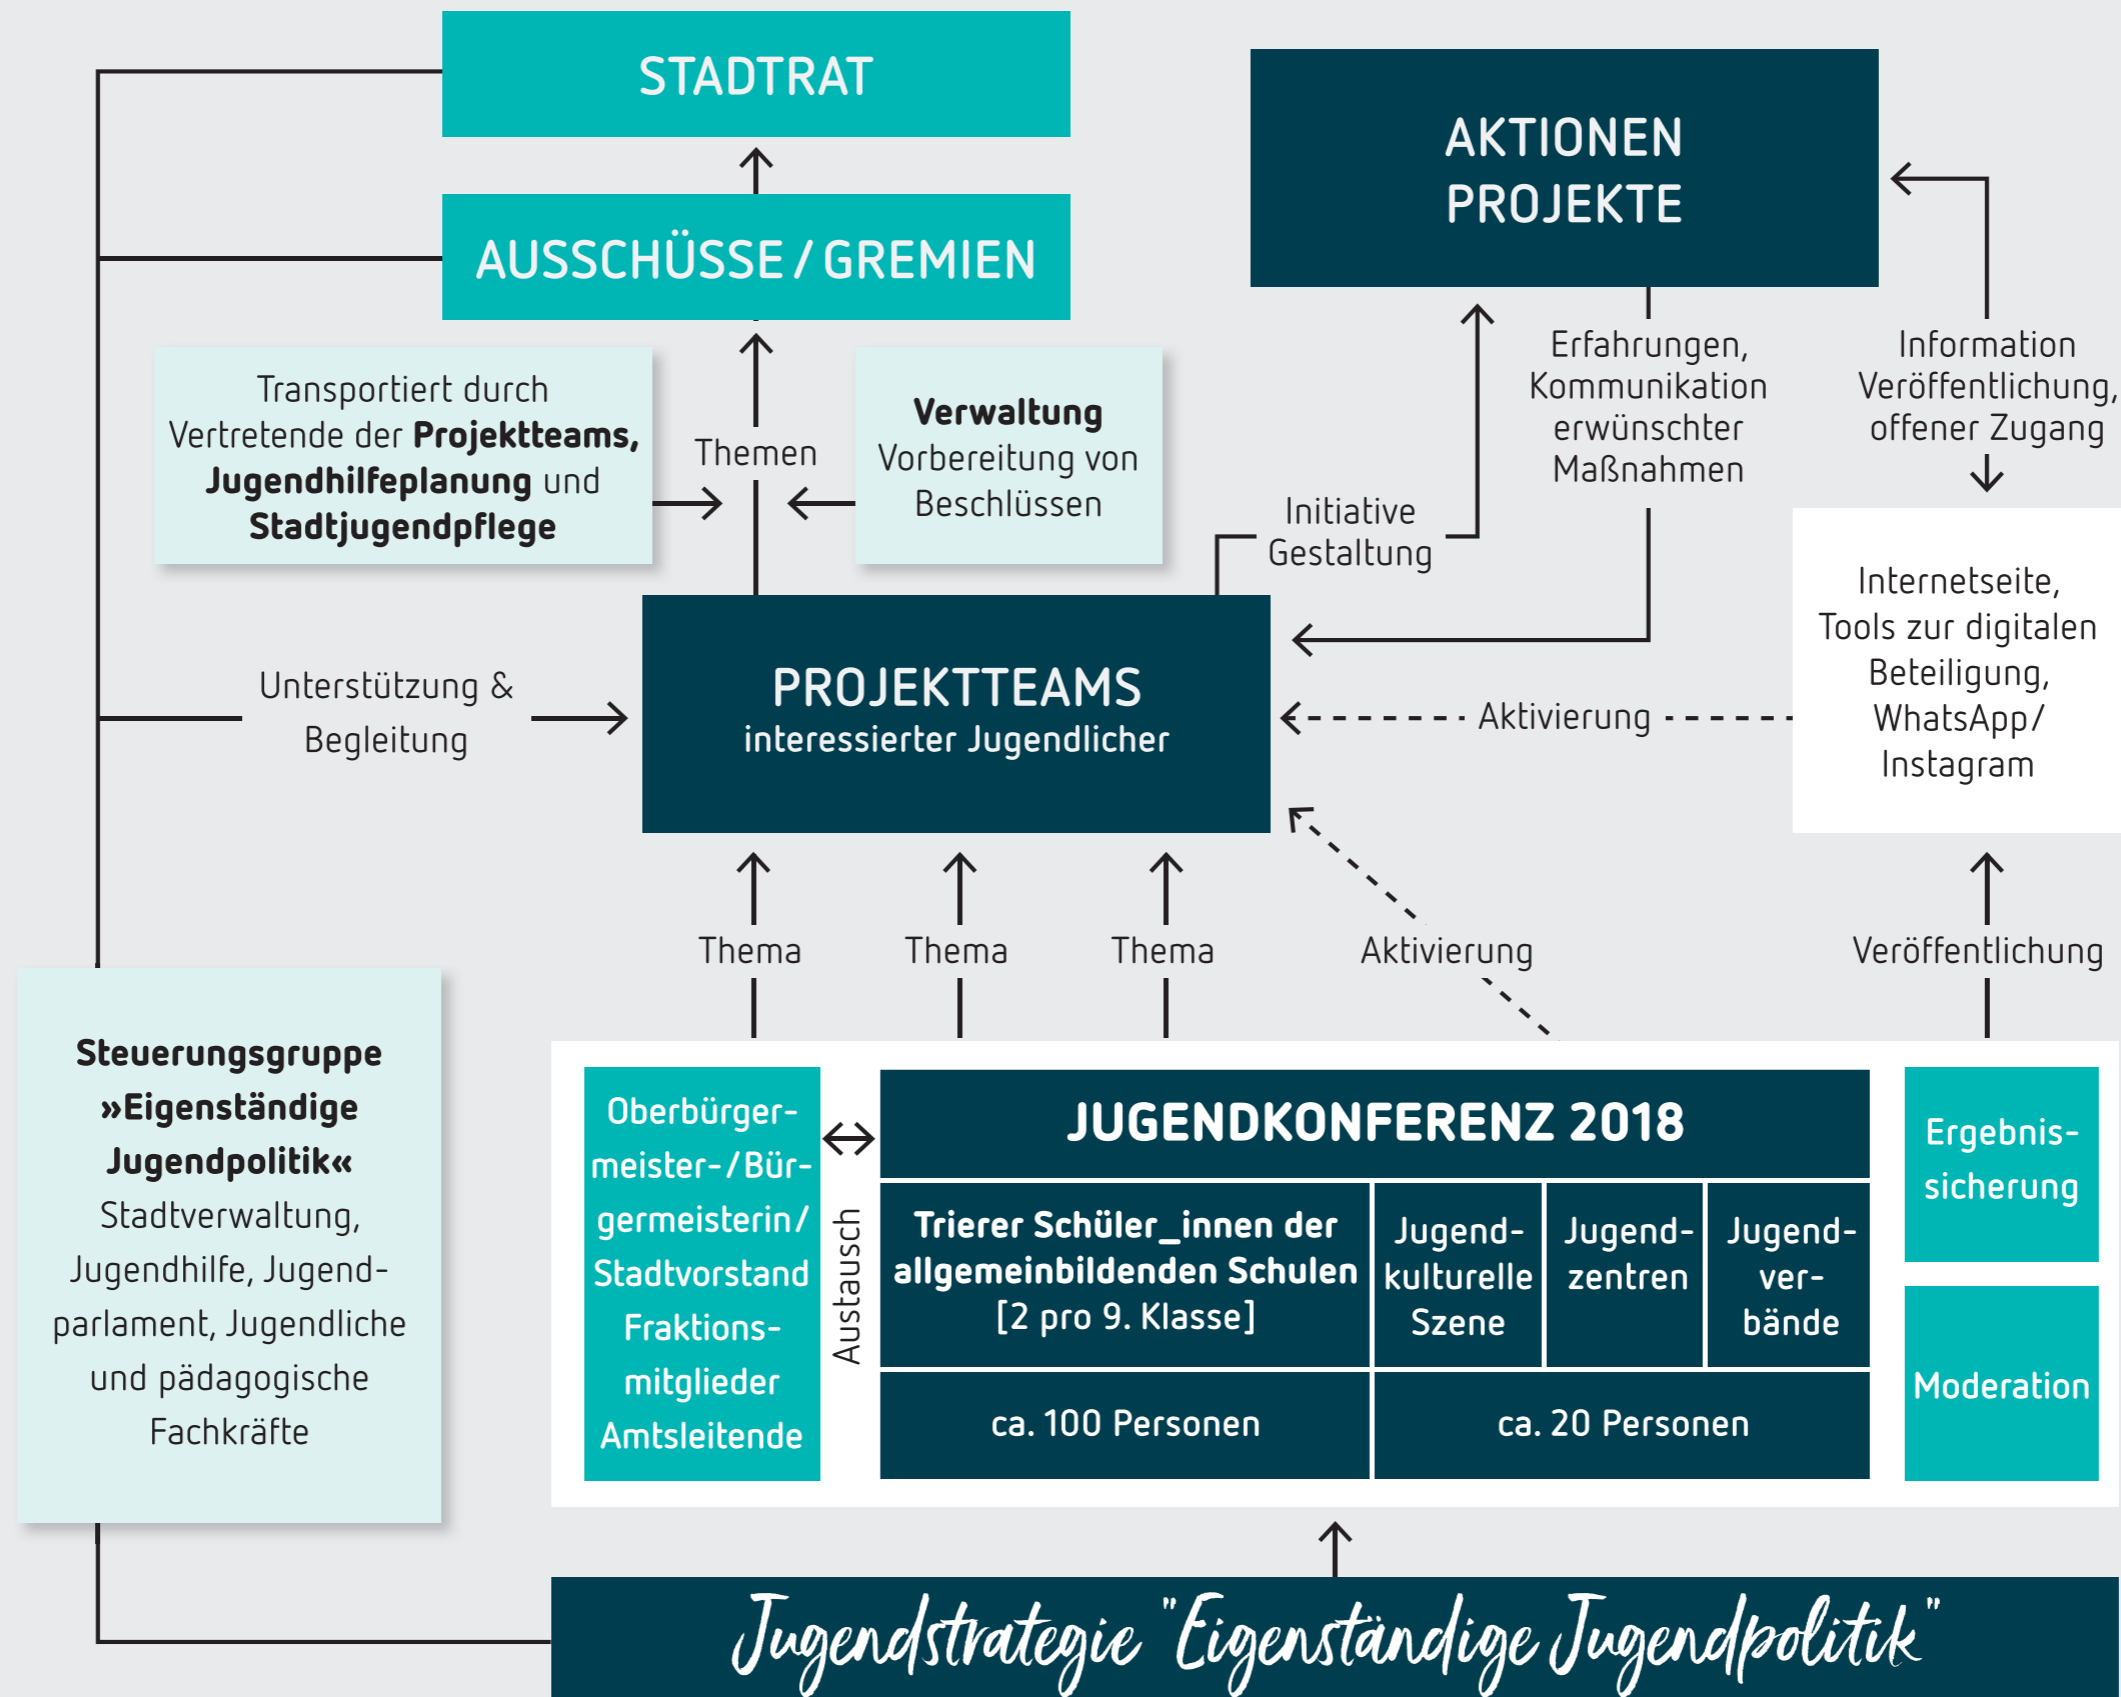 STADTRAT
AUSSCHÜSSE / GREMIEN
AKTIONEN
PROJEKTE
Transportiert durch
Vertretende der Projektteams,
Jugendhilfeplanung und
Stadtjugendpflege
Themen
Verwaltung
Vorbereitung von
Beschlüssen
Initiative
Gestaltung
Erfahrungen,
Kommunikation
erwünschter
Maßnahmen
Information
Veröffentlichung,
offener Zugang
Internetseite,
Tools zur digitalen
Beteiligung,
WhatsApp/
Instagram
Unterstützung &
Begleitung
PROJEKTTEAMS
interessierter Jugendlicher
Aktivierung
Thema
Thema
Thema
Aktivierung
Veröffentlichung
Steuerungsgruppe
»Eigenständige
Jugendpolitik«
Stadtverwaltung,
Jugendhilfe, Jugend-
parlament, Jugendliche
und pädagogische
Fachkräfte
Oberbürger-
meister-/Bür-
germeisterin/
Stadtvorstand
Fraktions-
mitglieder
Amtsleitende
Austausch
JUGENDKONFERENZ 2018
Trierer Schüler_innen der
allgemeinbildenden Schulen
[2 pro 9. Klasse]
Jugend-
kulturelle
Szene
Jugend-
zentren
Jugend-
ver-
bände
ca. 100 Personen
ca. 20 Personen
Ergebnis-
sicherung
Moderation
Jugendstrategie "Eigenständige Jugendpolitik"